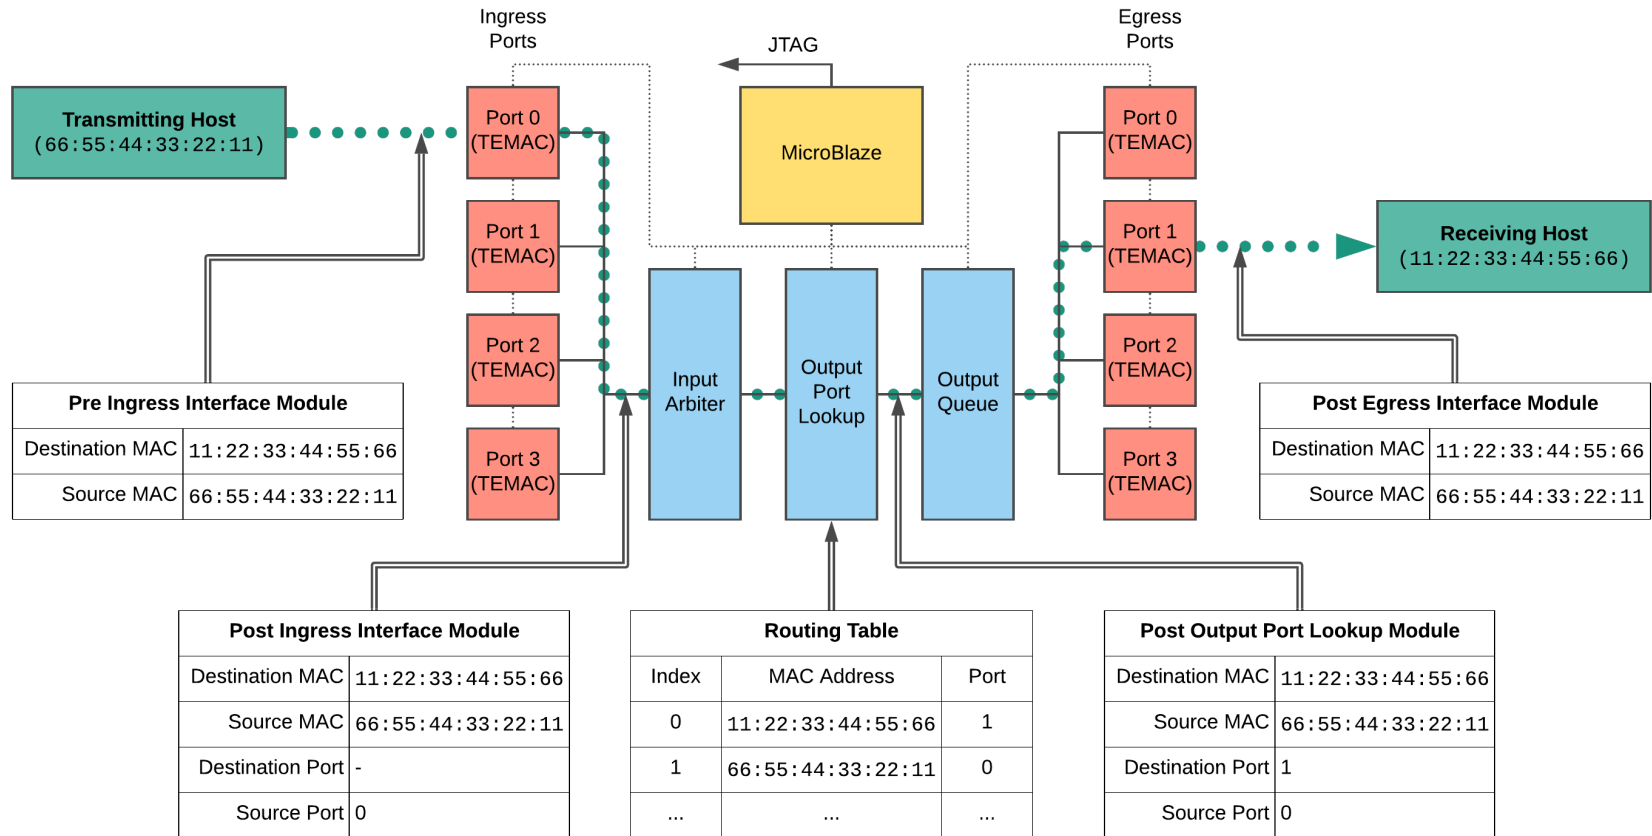 Ingress
Ports
JTAG
Egress
Ports
Transmitting Host
(66:55:44:33:22:11)
Port 0
(TEMAC)
MicroBlaze
Port 0
(TEMAC)
Port 1
(TEMAC)
Port 1
(TEMAC)
Receiving Host
(11:22:33:44:55:66)
Port 2
(TEMAC)
Input
Arbiter
Output
Port
Lookup
Output
Queue
Port 2
(TEMAC)
Port 3
(TEMAC)
Port 3
(TEMAC)
Pre Ingress Interface Module
Destination MAC 11:22:33:44:55:66
Source MAC 66:55:44:33:22:11
Post Egress Interface Module
Destination MAC 11:22:33:44:55:66
Source MAC 66:55:44:33:22:11
Post Ingress Interface Module
Destination MAC 11:22:33:44:55:66
Source MAC 66:55:44:33:22:11
Destination Port -
Source Port 0
Routing Table
Index MAC Address Port
0 11:22:33:44:55:66 1
1 66:55:44:33:22:11 0
... ... ...
Post Output Port Lookup Module
Destination MAC 11:22:33:44:55:66
Source MAC 66:55:44:33:22:11
Destination Port 1
Source Port 0